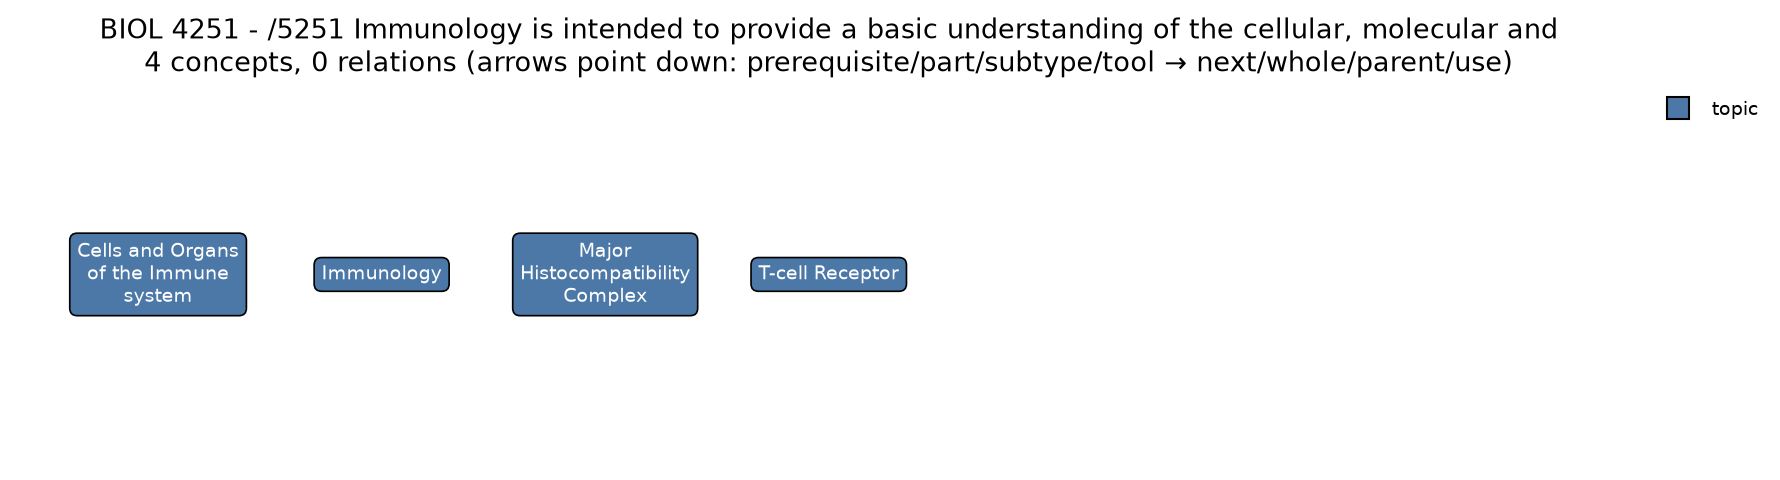 BIOL 4251 - /5251 Immunology is intended to provide a basic understanding of the cellular, molecular and
4 concepts, 0 relations (arrows point down: prerequisite/part/subtype/tool → next/whole/parent/use)
topic
Cells and Organs
of the Immune
system
Immunology
Major
Histocompatibility
Complex
T-cell Receptor